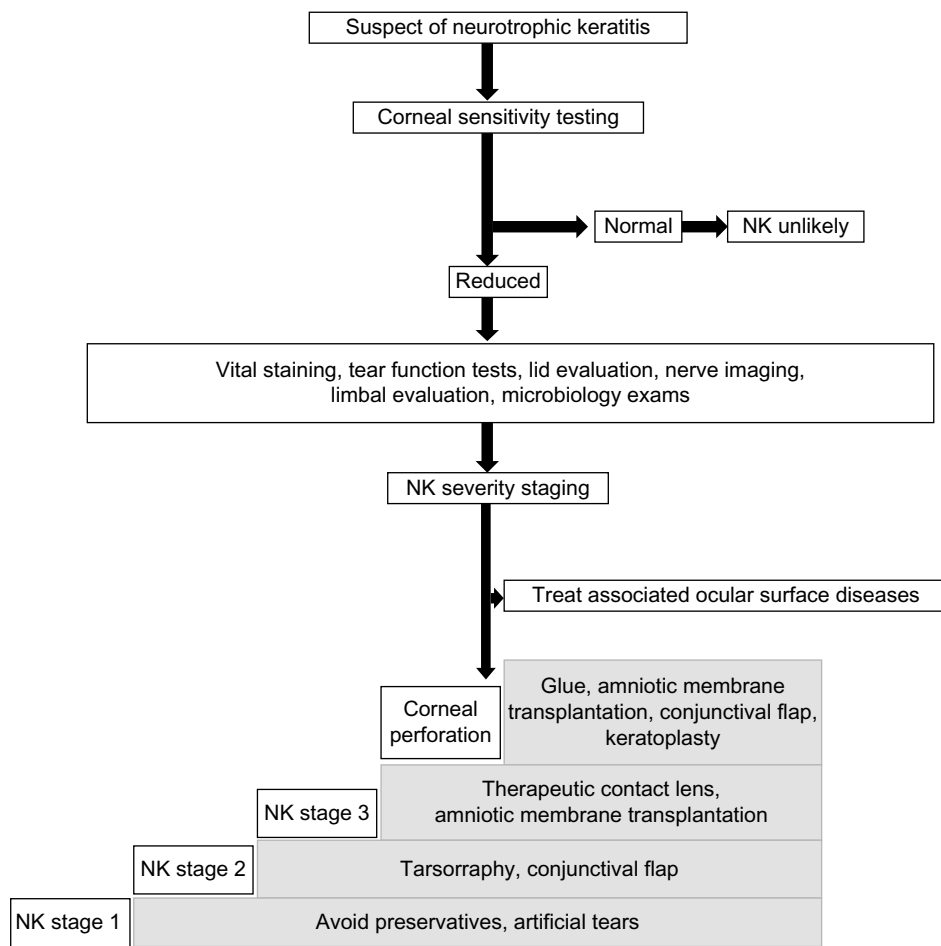 Suspect of neurotrophic keratitis
Corneal sensitivity testing
Normal
NK unlikely
Reduced
Vital staining, tear function tests, lid evaluation, nerve imaging,
limbal evaluation, microbiology exams
NK severity staging
Treat associated ocular surface diseases
Corneal
perforation
Glue, amniotic membrane
transplantation, conjunctival flap,
keratoplasty
NK stage 3
Therapeutic contact lens,
amniotic membrane transplantation
NK stage 2
Tarsorraphy, conjunctival flap
NK stage 1
Avoid preservatives, artificial tears